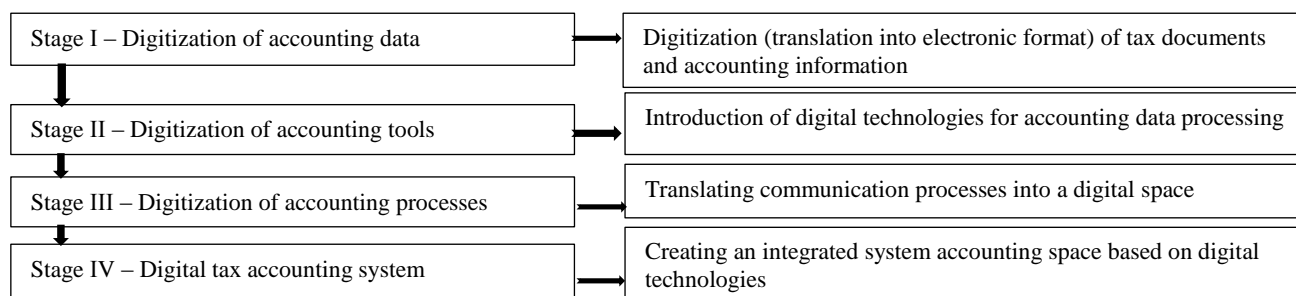 Stage I – Digitization of accounting data
Digitization (translation into electronic format) of tax documents
and accounting information
Stage II – Digitization of accounting tools
Introduction of digital technologies for accounting data processing
Stage III – Digitization of accounting processes
Translating communication processes into a digital space
Stage IV – Digital tax accounting system
Creating an integrated system accounting space based on digital
technologies